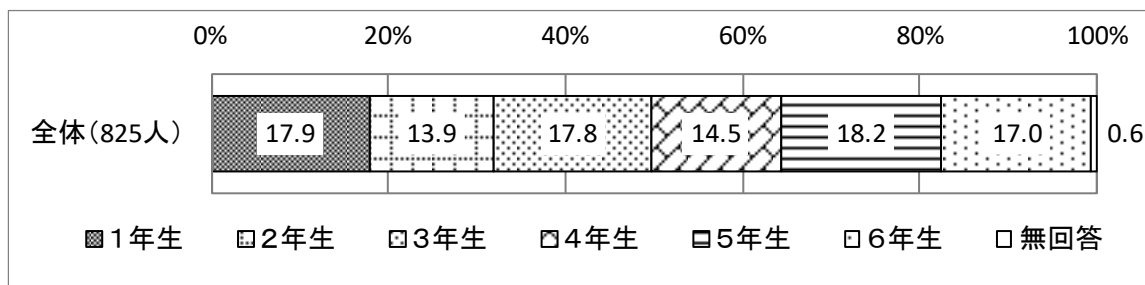 0% 20% 40% 60% 80% 100%
全体（825人） 17.9 13.9 17.8 14.5 18.2 17.0 0.6
１年生 ２年生 ３年生 ４年生 ５年生 ６年生 無回答